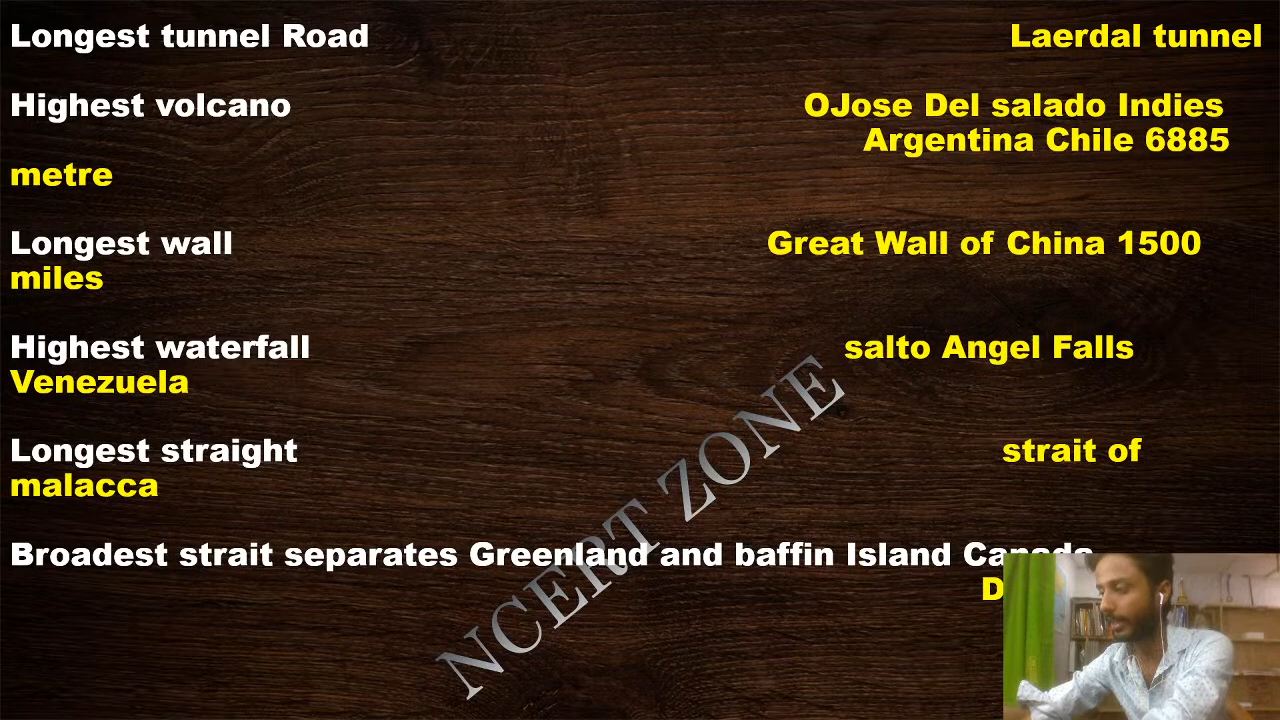 Longest tunnel Road Laerdal tunnel
Highest volcano OJose Del salado Indies
Argentina Chile 6885
metre
Longest wall Great Wall of China 1500
miles
Highest waterfall salto Angel Falls
Venezuela
Longest straight strait of
malacca
Broadest strait separates Greenland and baffin Island Canada
NCERT ZONE